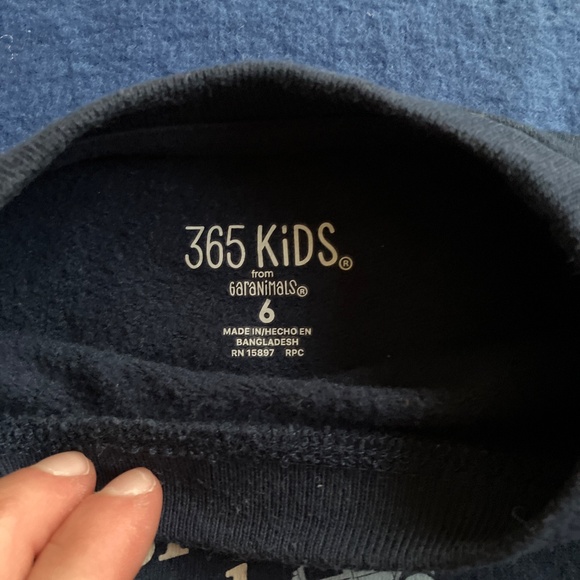 365 KiDS®
from
GaRaNiMaLS®
6
MADE IN/HECHO EN
BANGLADESH
RN 15897 RPC